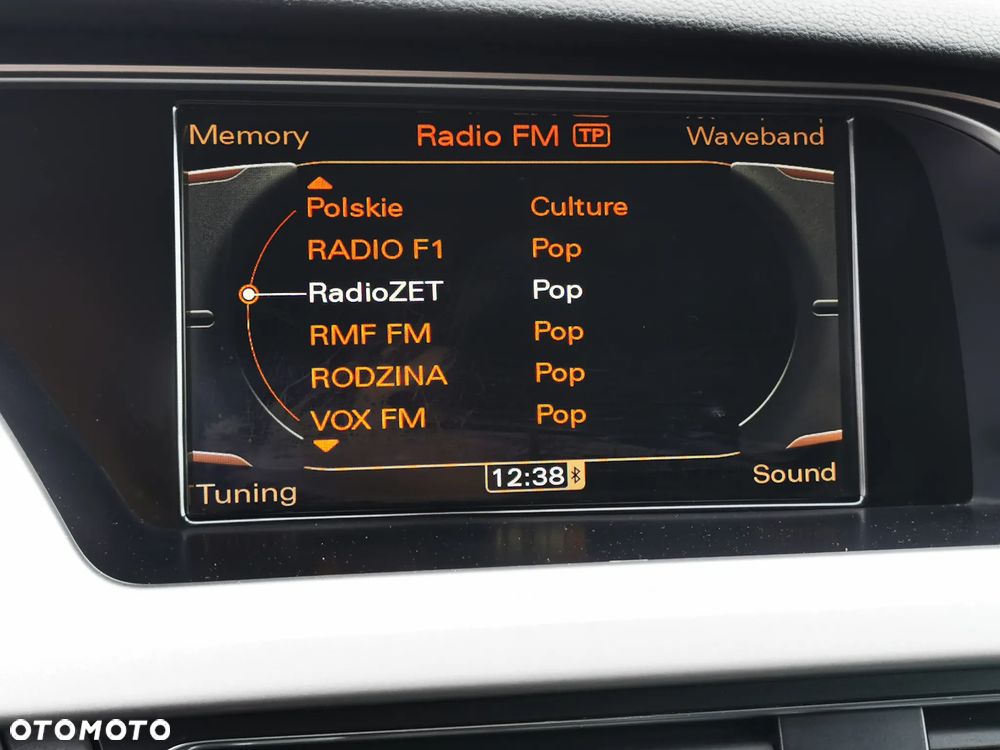 Memory Radio FM TP Waveband
Polskie Culture
RADIO F1 Pop
RadioZET Pop
RMF FM Pop
RODZINA Pop
VOX FM Pop
12:38
Tuning Sound
OTOMOTO